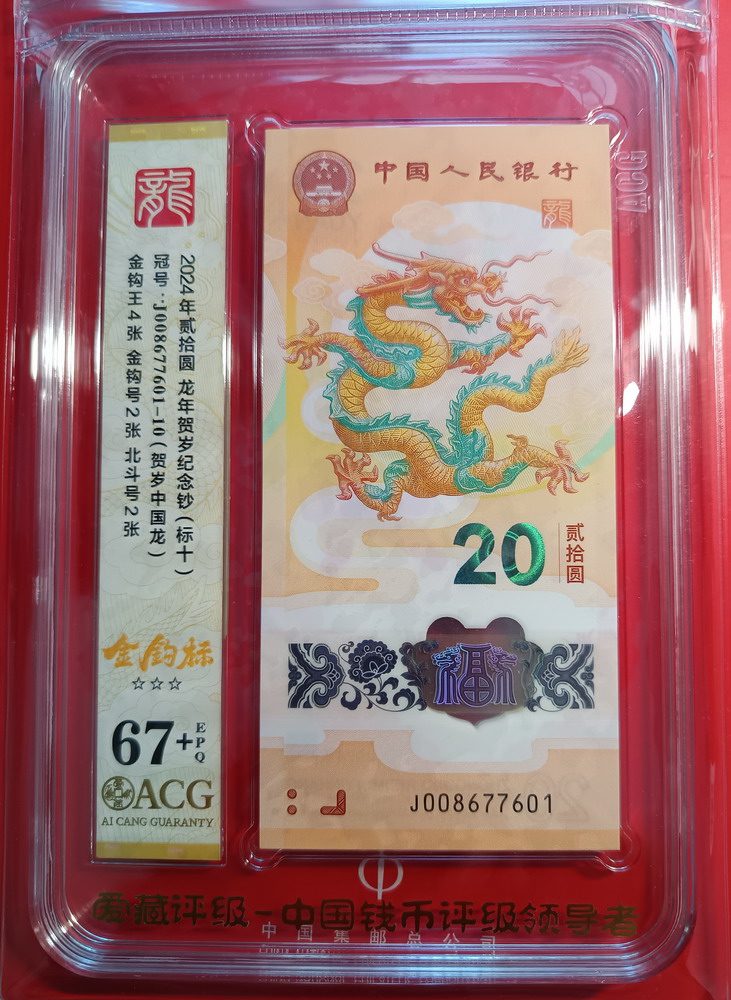 龍
2024年贰拾圆 龙年贺岁纪念钞(标十)
冠号:J008677601-10(贺岁中国龙)
金钩王4张 金钩号2张 北斗号2张
金钩标
67+
EPQ
ACG
AI CANG GUARANTY
中国人民银行
龍
20
贰拾圆
福
J008677601
ACG
爱藏评级-中国钱币评级领导者
中国集邮总公司